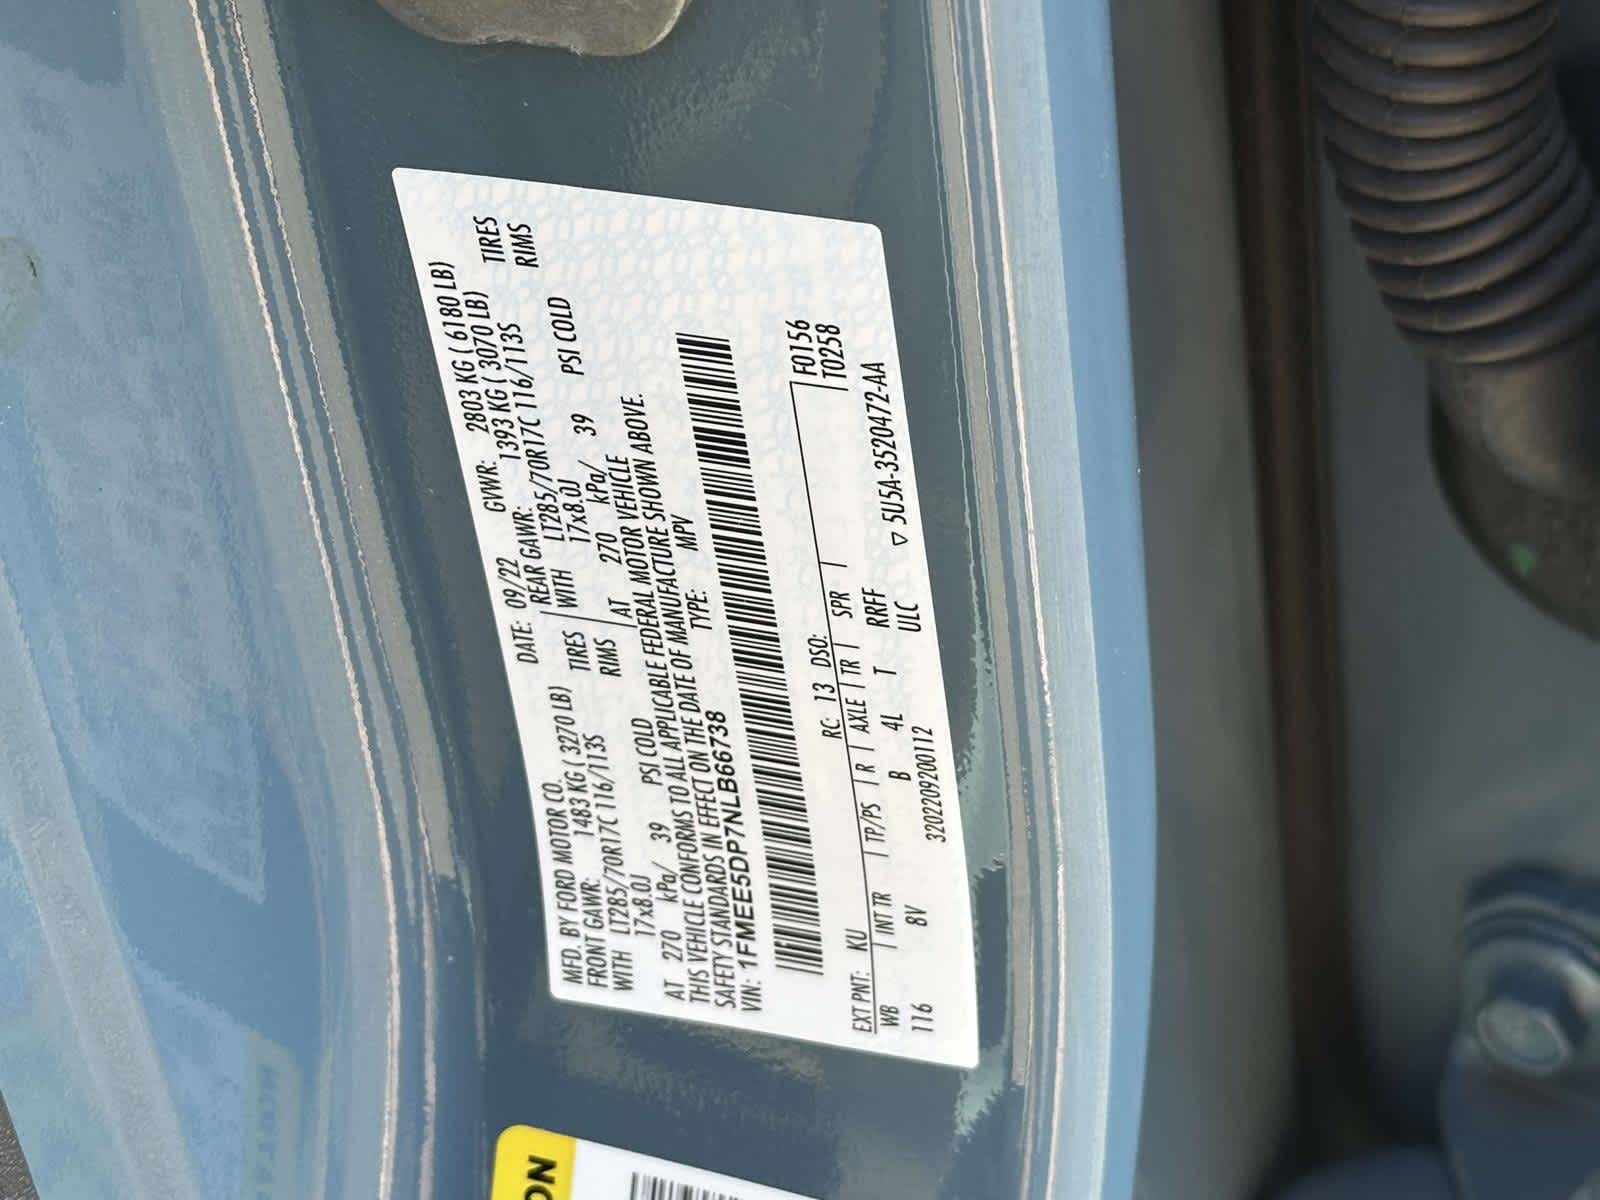 MFD. BY FORD MOTOR CO.
DATE: 09/22 GVWR: 2803 KG ( 6180 LB)
FRONT GAWR: 1483 KG ( 3270 LB) REAR GAWR: 1393 KG ( 3070 LB)
WITH LT285/70R17C 116/113S TIRES WITH LT285/70R17C 116/113S TIRES
17x8.0J RIMS 17x8.0J RIMS
AT 270 kPa/ 39 PSI COLD AT 270 kPa/ 39 PSI COLD
THIS VEHICLE CONFORMS TO ALL APPLICABLE FEDERAL MOTOR VEHICLE
SAFETY STANDARDS IN EFFECT ON THE DATE OF MANUFACTURE SHOWN ABOVE.
VIN: 1FMEE5DP7NLB66738 TYPE: MPV
F0156
T0258
EXT PNT: KU RC: 13 DSO:
WB INT TR TP/PS R AXLE TR SPR
116 8V B 4L T RRFF
ULC ▽ 5U5A-3520472-AA
32022092001​12
ON